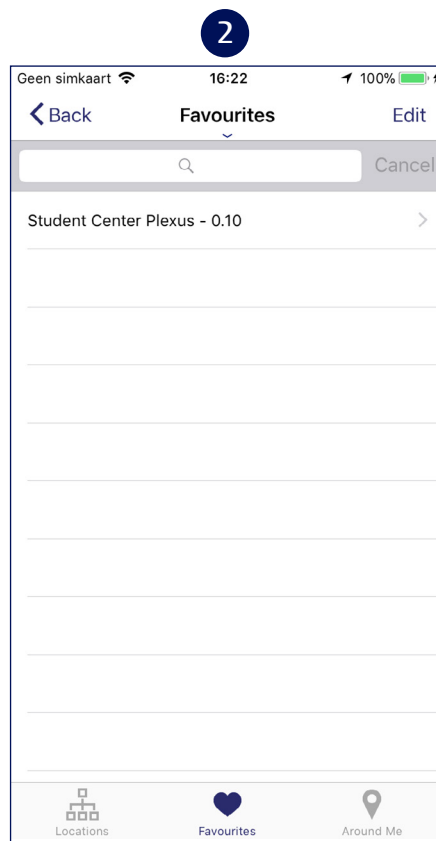 2
Geen simkaart 16:22 100%
Back Favourites Edit
Cancel
Student Center Plexus - 0.10
Locations Favourites Around Me